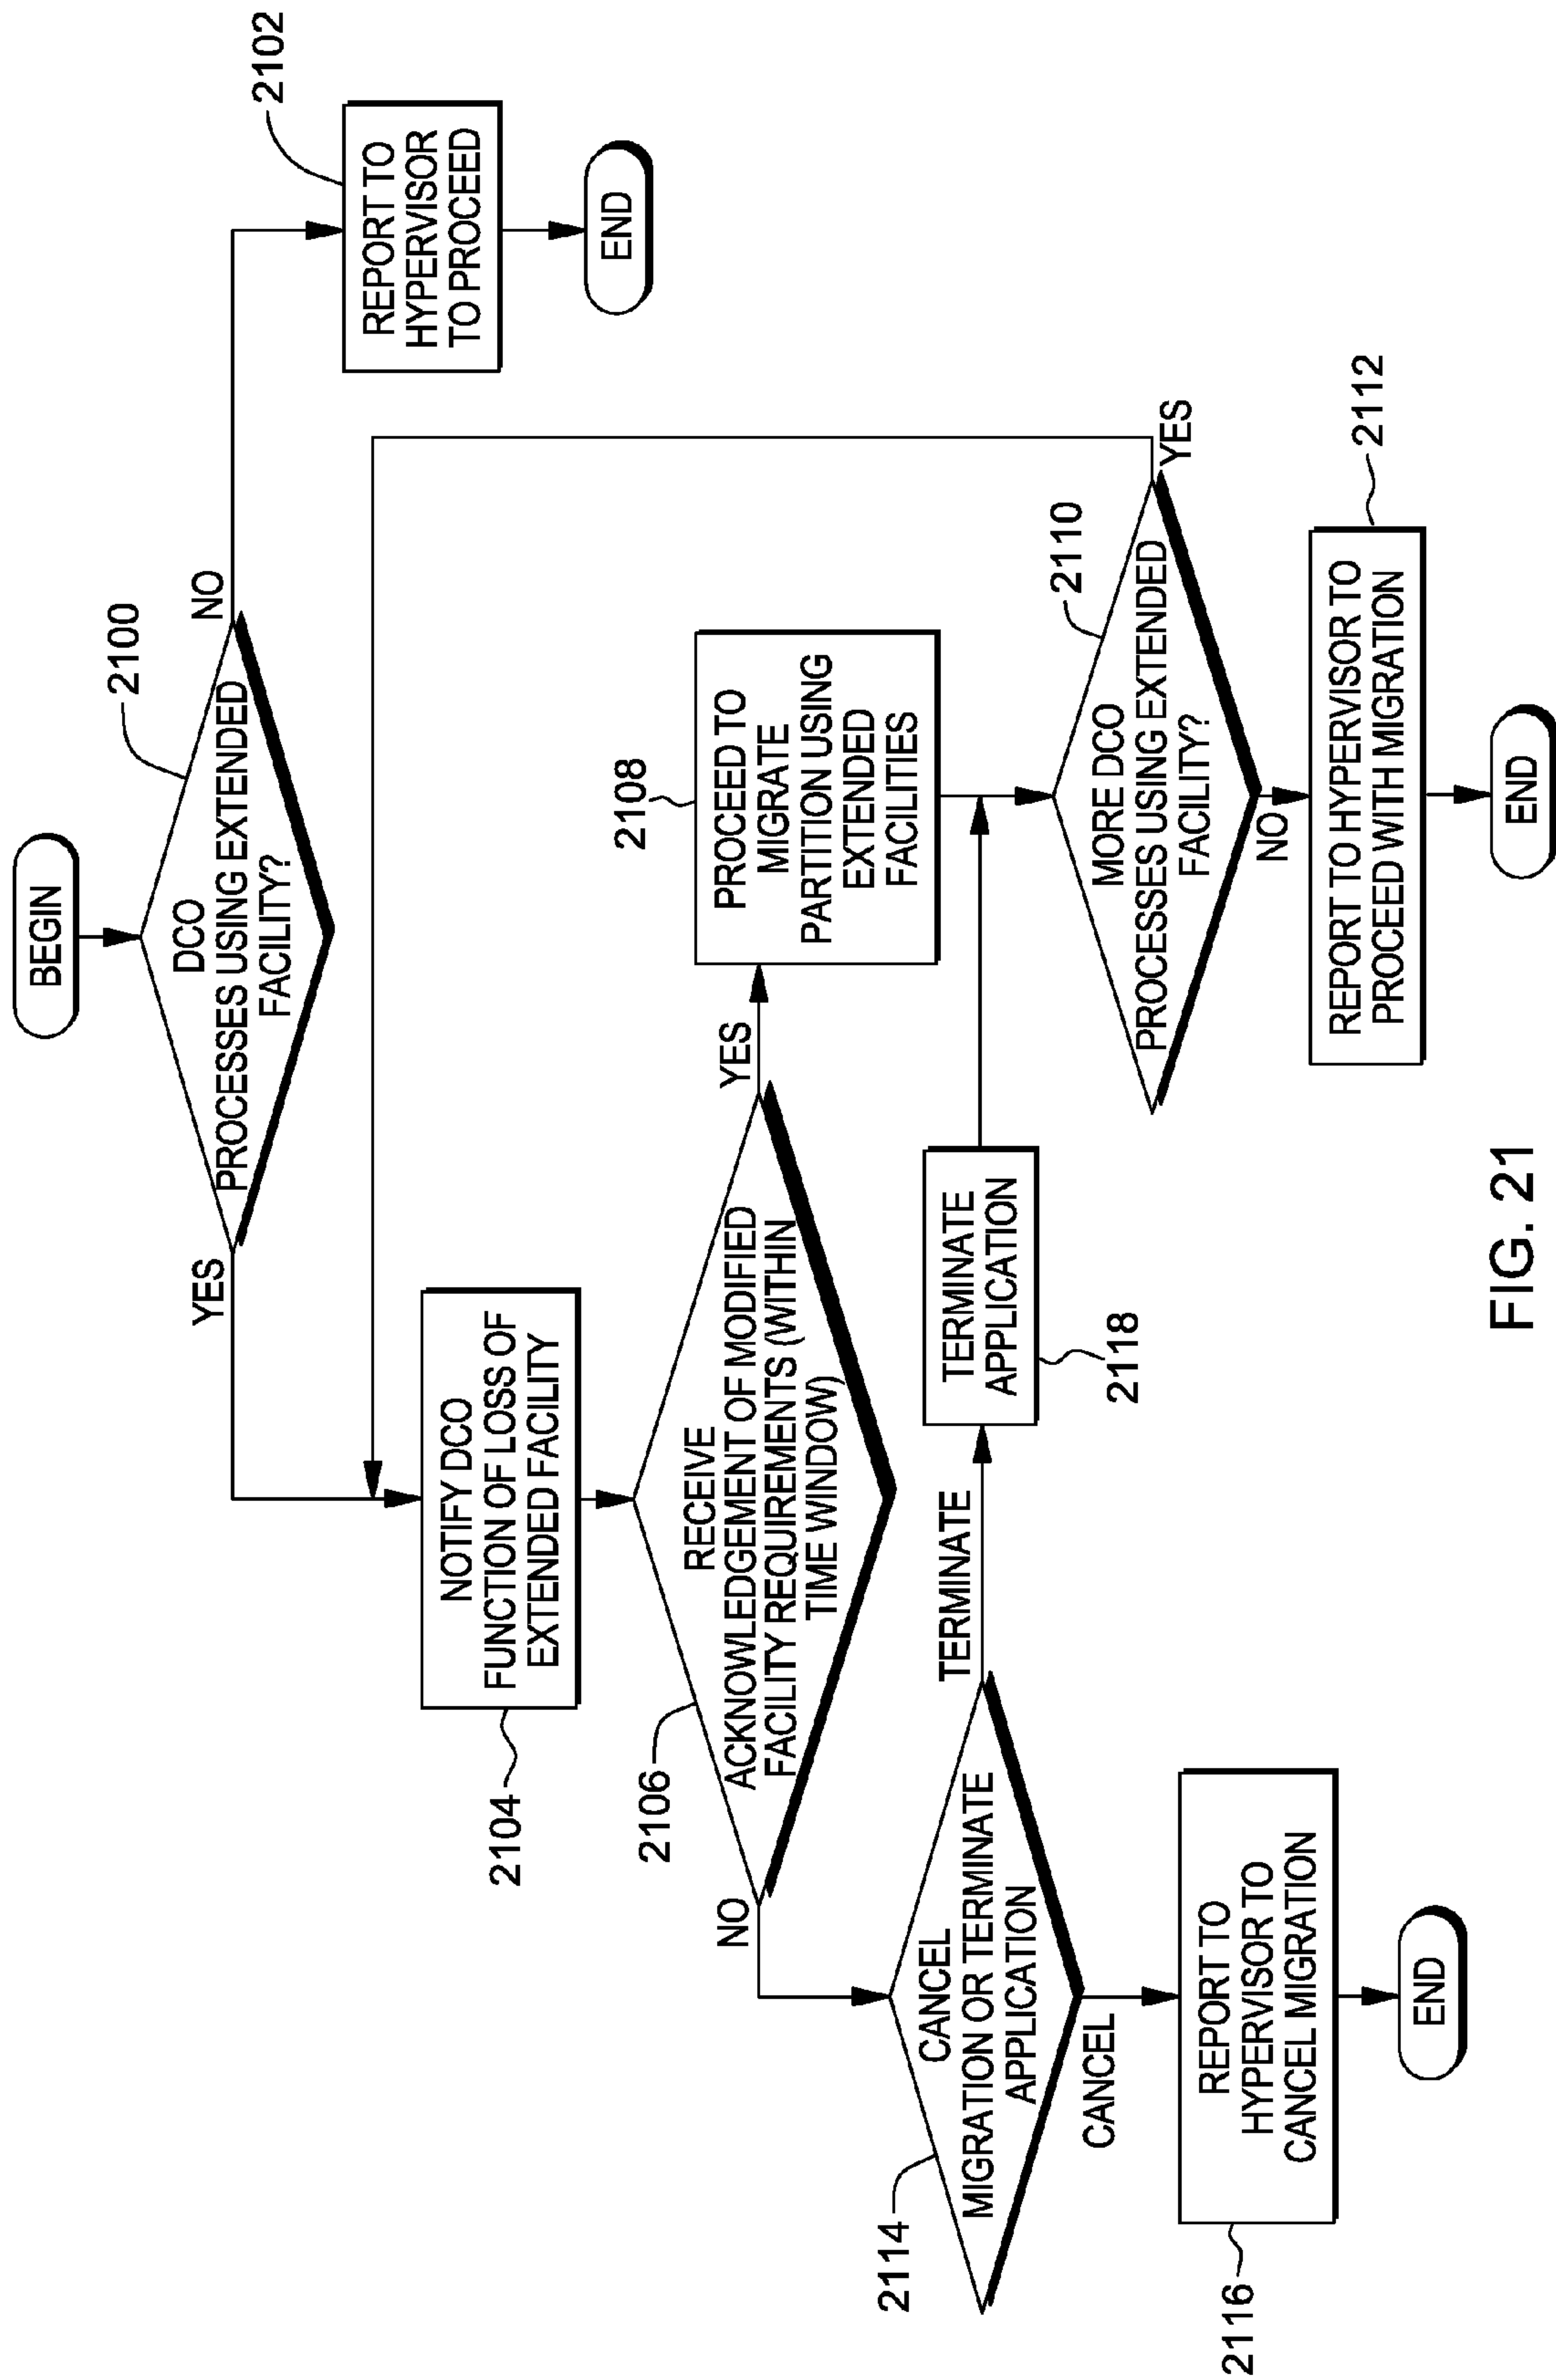 BEGIN
2100
DCO
PROCESSES USING EXTENDED
FACILITY?
YES
NO
2102
REPORT TO
HYPERVISOR
TO PROCEED
END
2104
NOTIFY DCO
FUNCTION OF LOSS OF
EXTENDED FACILITY
2106
RECEIVE
ACKNOWLEDGEMENT OF MODIFIED
FACILITY REQUIREMENTS (WITHIN
TIME WINDOW)
NO
YES
2108
PROCEED TO
MIGRATE
PARTITION USING
EXTENDED
FACILITIES
2114
CANCEL
MIGRATION OR TERMINATE
APPLICATION
TERMINATE
CANCEL
TERMINATE
APPLICATION
2118
2110
MORE DCO
PROCESSES USING EXTENDED
FACILITY?
YES
NO
2116
REPORT TO
HYPERVISOR TO
CANCEL MIGRATION
END
2112
REPORT TO HYPERVISOR TO
PROCEED WITH MIGRATION
END
FIG. 21